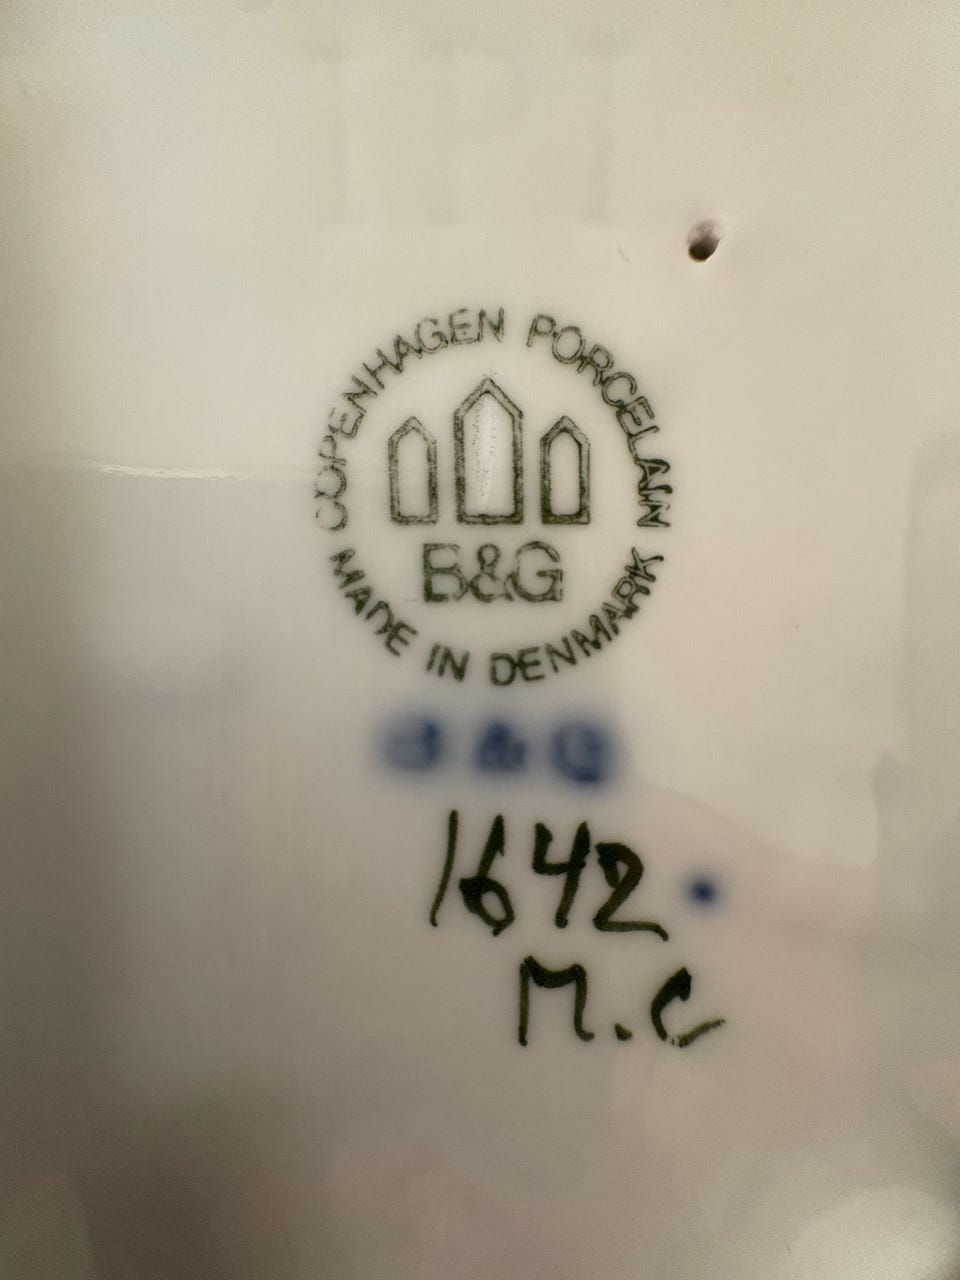 COPENHAGEN PORCELAIN
B&G
MADE IN DENMARK
B&G
1642
M.C